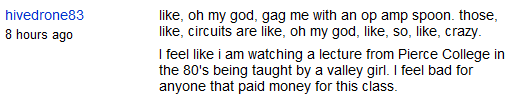 hivedrone83
8 hours ago
like, oh my god, gag me with an op amp spoon. those,
like, circuits are like, oh my god, like, so, like, crazy.
I feel like i am watching a lecture from Pierce College in
the 80's being taught by a valley girl. I feel bad for
anyone that paid money for this class.